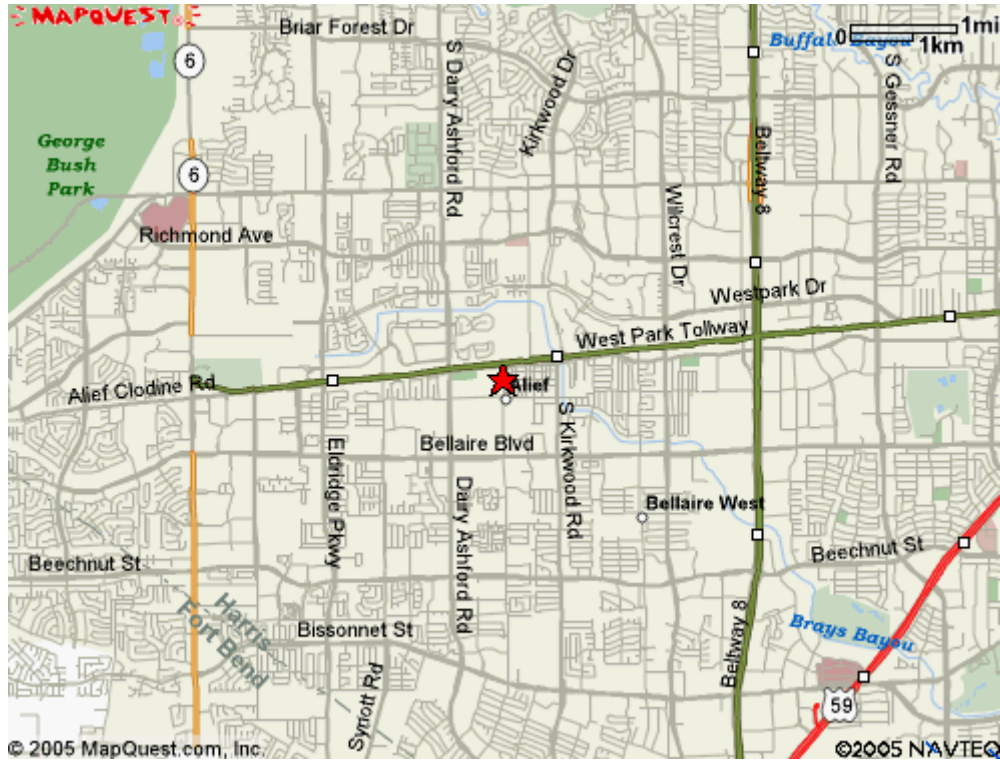 MAPQUEST
Briar Forest Dr
1mi
0
1km
Buffalo Bayou
6
S Dairy Ashford Rd
Kirkwood Dr
S Gessner Rd
George
Bush
Park
6
Beltway 8
Wilcrest Dr
Richmond Ave
Westpark Dr
West Park Tollway
Alief Clodine Rd
Alief
S Kirkwood Rd
Bellaire Blvd
Eldridge Pkwy
Dairy Ashford Rd
Bellaire West
Beechnut St
Beechnut St
Harris
Fort Bend
Bissonnet St
Brays Bayou
Beltway 8
Synott Rd
59
© 2005 MapQuest.com, Inc.
©2005 NAVTEQ